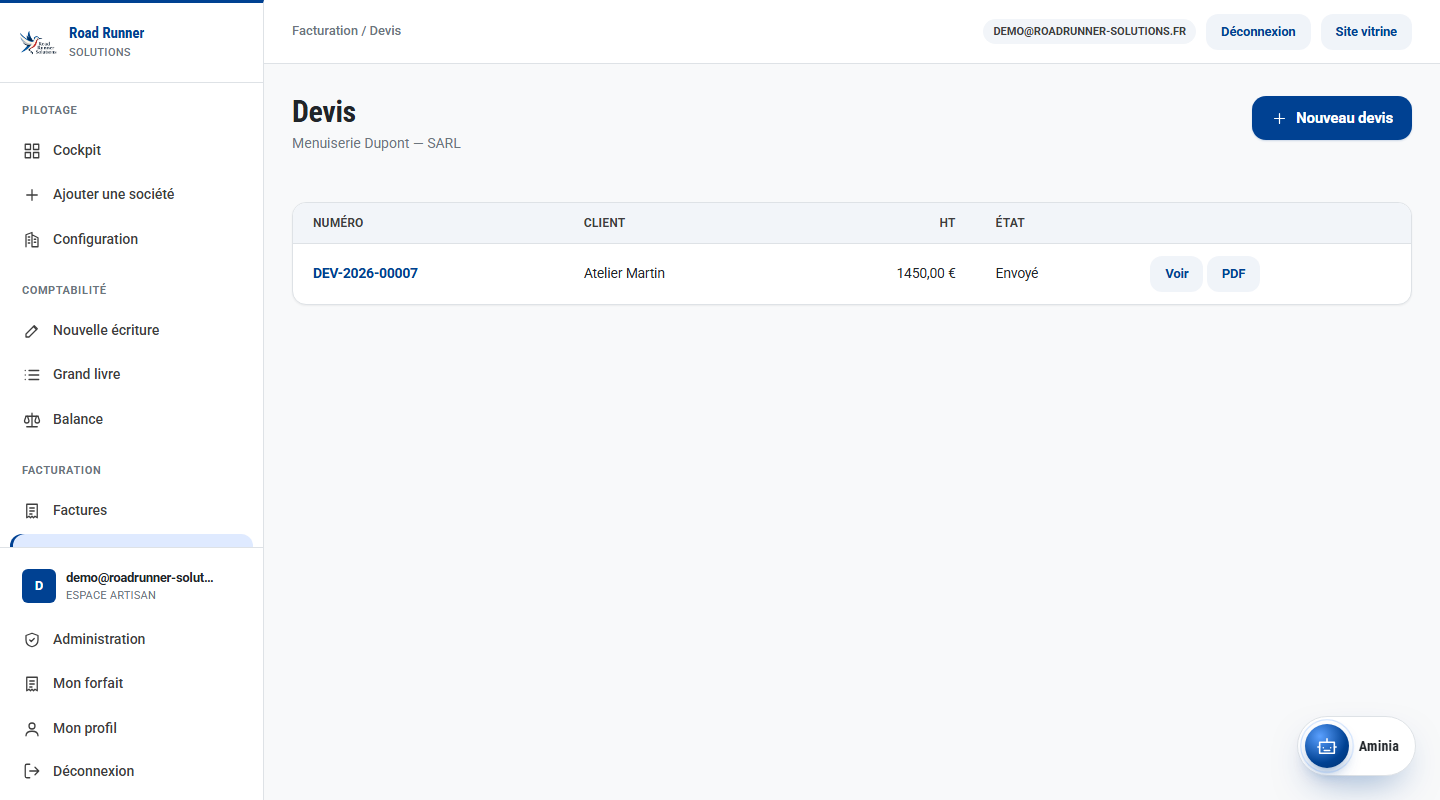 Road Runner
SOLUTIONS
Road
Runner
Solutions
PILOTAGE
Cockpit
Ajouter une société
Configuration
COMPTABILITÉ
Nouvelle écriture
Grand livre
Balance
FACTURATION
Factures
D
demo@roadrunner-solut...
ESPACE ARTISAN
Administration
Mon forfait
Mon profil
Déconnexion
Facturation / Devis
DEMO@ROADRUNNER-SOLUTIONS.FR
Déconnexion
Site vitrine
Devis
Menuiserie Dupont — SARL
Nouveau devis
NUMÉRO CLIENT HT ÉTAT
DEV-2026-00007 Atelier Martin 1450,00 € Envoyé Voir PDF
Aminia